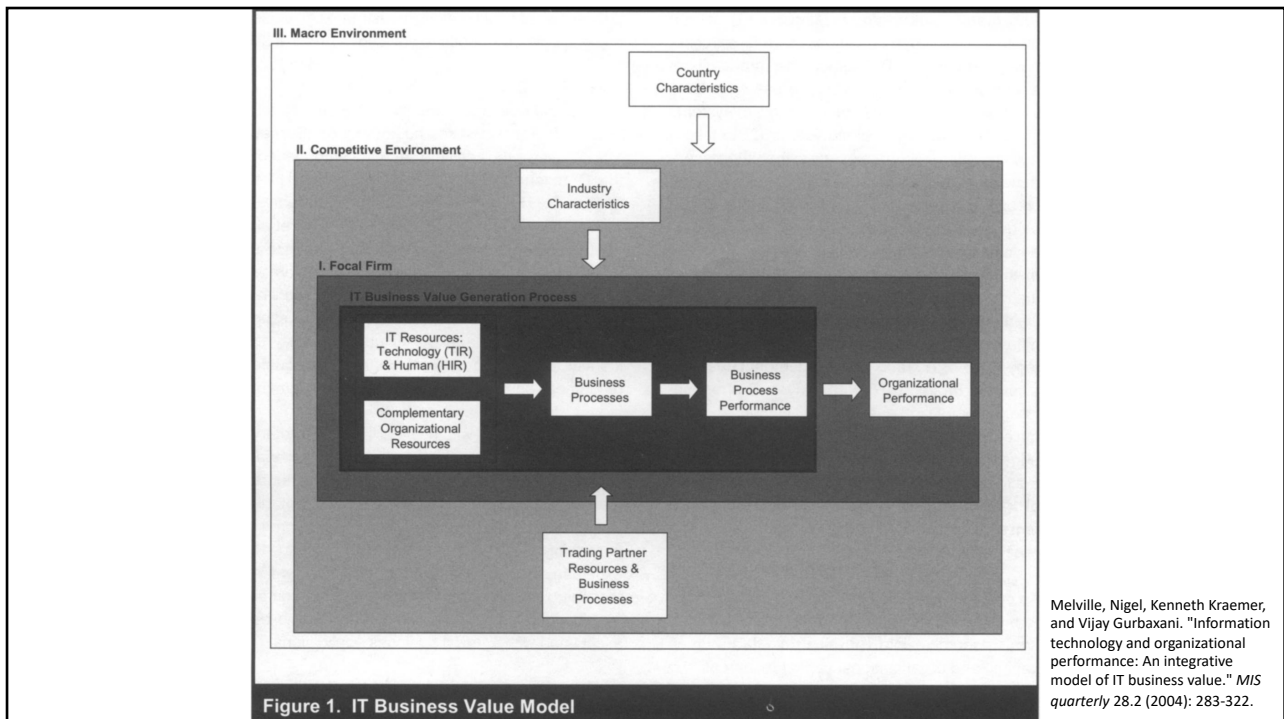 III. Macro Environment
Country
Characteristics
II. Competitive Environment
Industry
Characteristics
I. Focal Firm
IT Business Value Generation Process
IT Resources:
Technology (TIR)
& Human (HIR)
Complementary
Organizational
Resources
Business
Processes
Business
Process
Performance
Organizational
Performance
Trading Partner
Resources &
Business
Processes
Figure 1. IT Business Value Model
Melville, Nigel, Kenneth Kraemer,
and Vijay Gurbaxani. "Information
technology and organizational
performance: An integrative
model of IT business value." MIS
quarterly 28.2 (2004): 283-322.